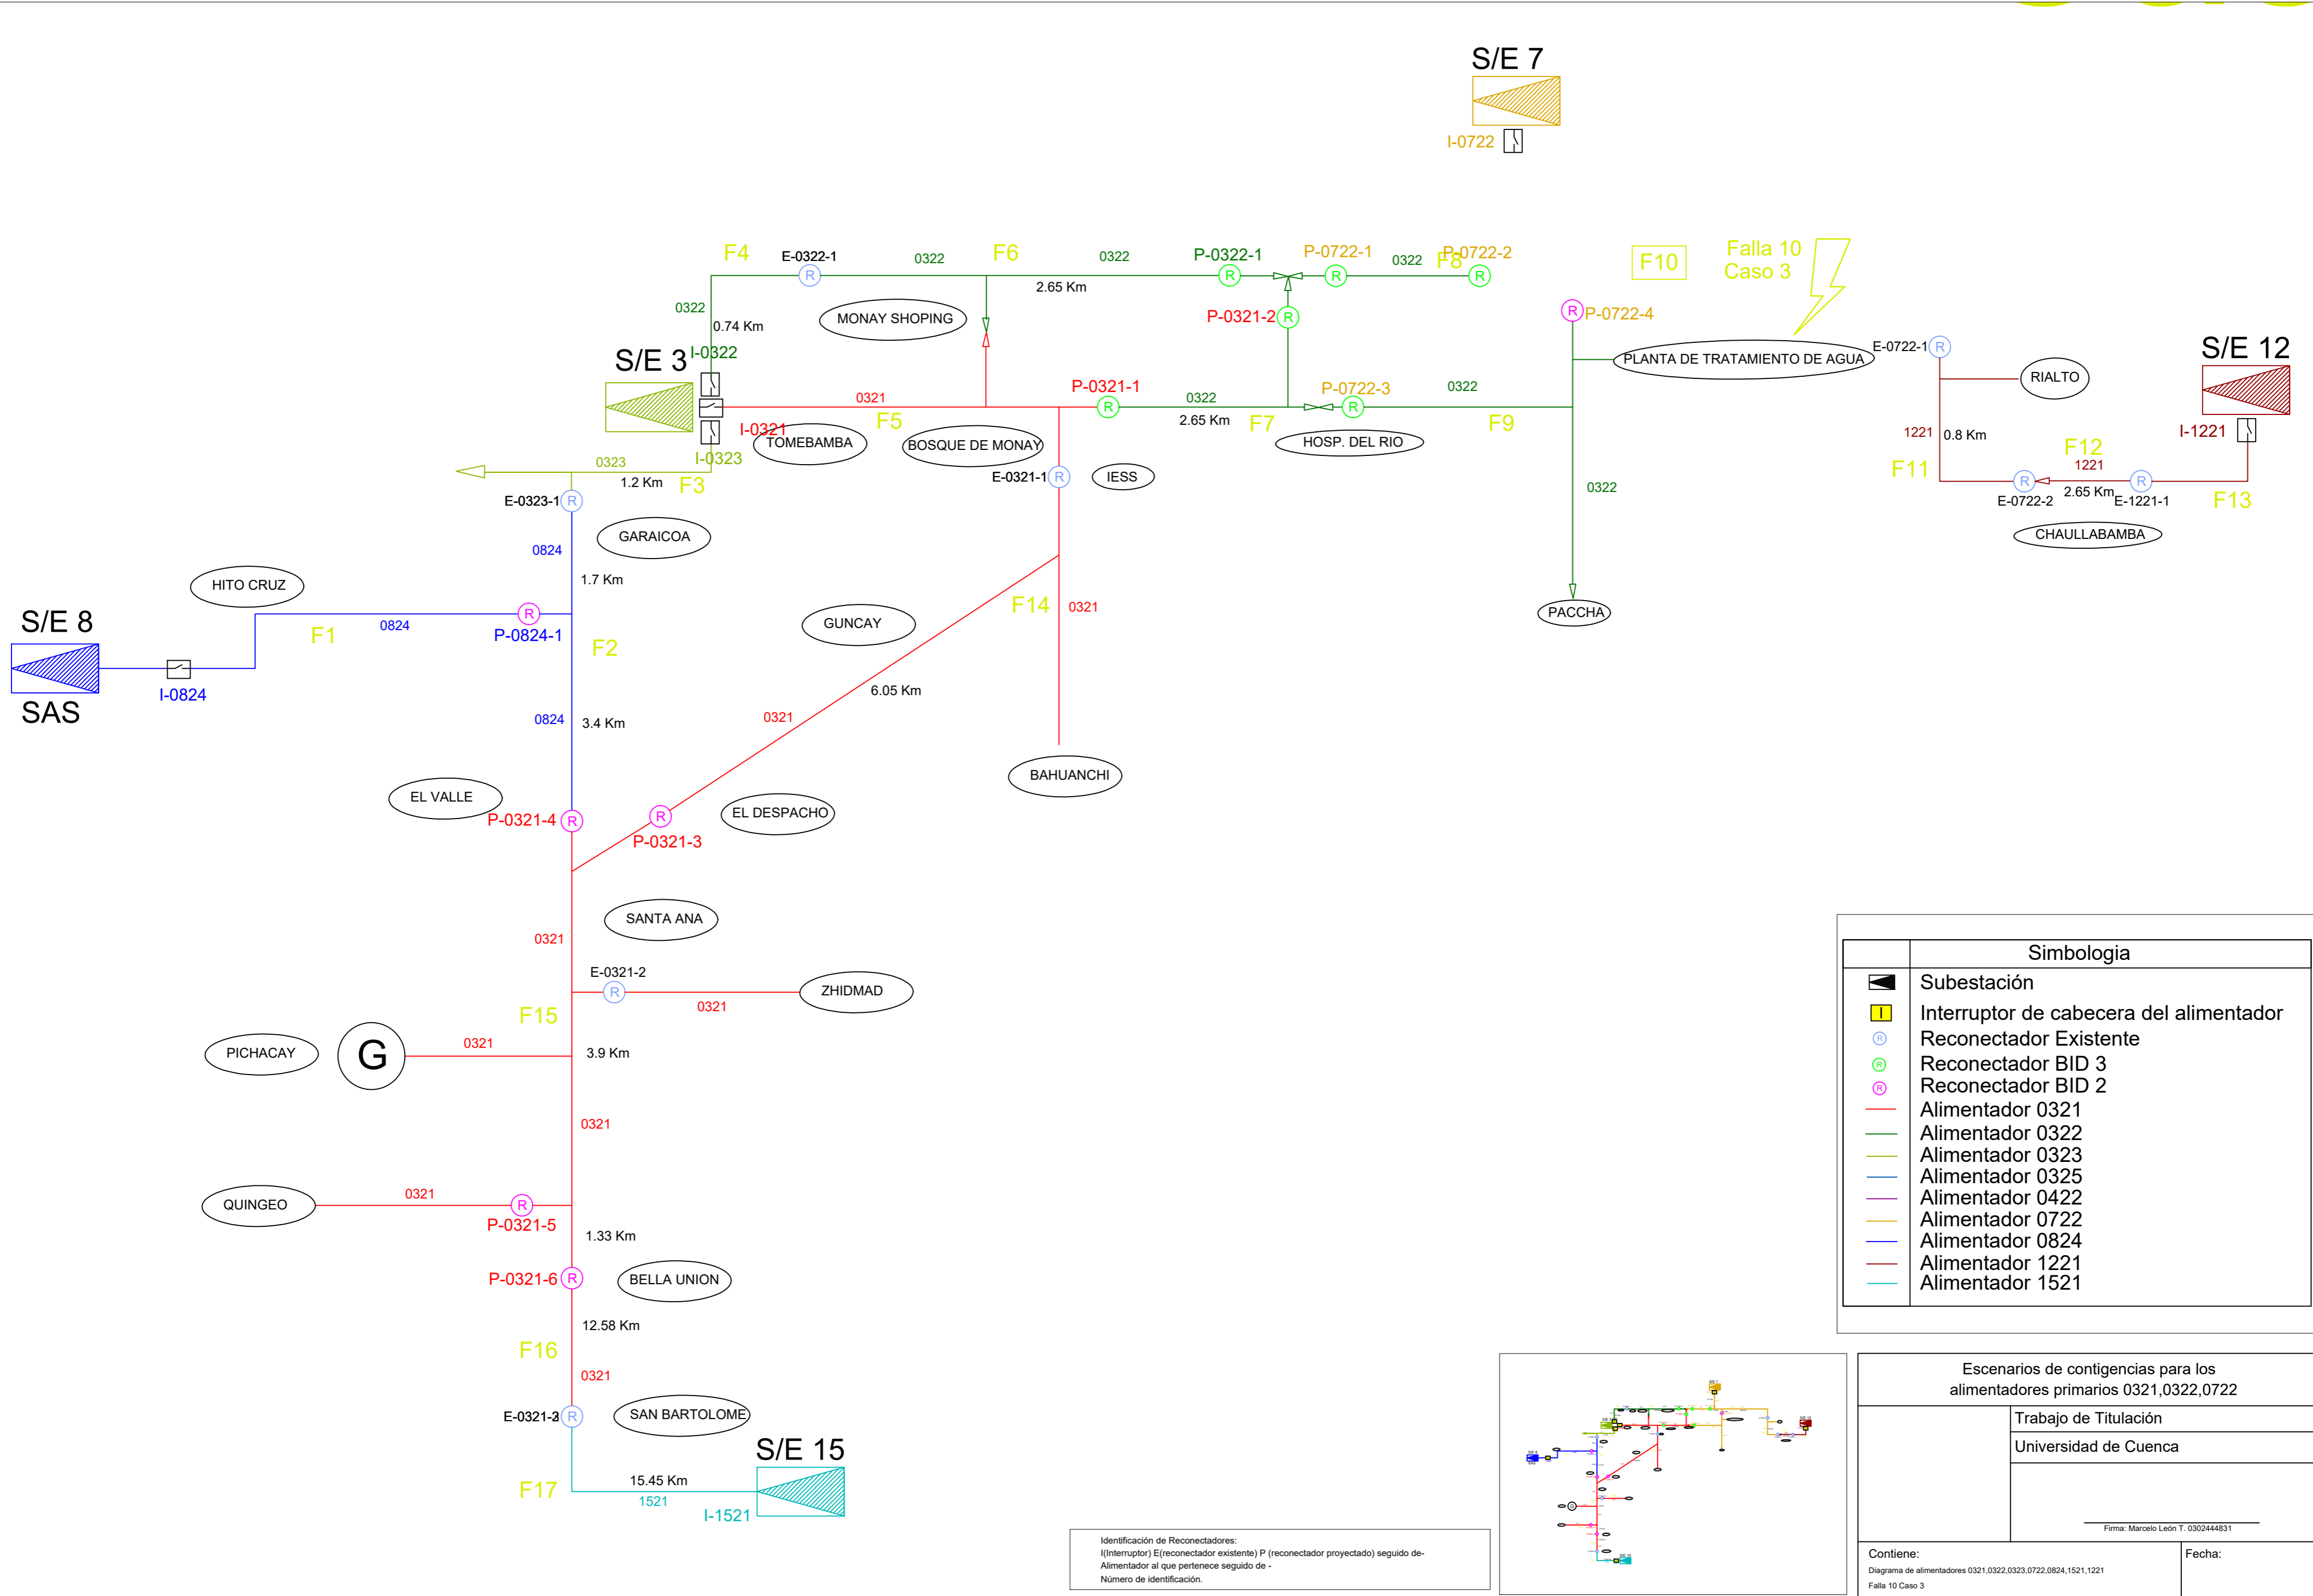 S/E 7
I-0722
F4
E-0322-1
0322
F6
0322
P-0322-1
P-0722-1
0322
F8
P-0722-2
F10
Falla 10
Caso 3
R
R
R
R
2.65 Km
0322
0.74 Km
MONAY SHOPING
P-0321-2
R
R
P-0722-4
S/E 3
I-0322
PLANTA DE TRATAMIENTO DE AGUA
E-0722-1
R
S/E 12
RIALTO
0321
F5
P-0321-1
R
0322
2.65 Km
F7
P-0722-3
R
0322
F9
I-0321
TOMEBAMBA
BOSQUE DE MONAY
HOSP. DEL RIO
1221
0.8 Km
F12
I-1221
I-0323
0323
1.2 Km
F3
E-0321-1
R
IESS
0322
F11
1221
R
2.65 Km
R
E-0722-2
E-1221-1
F13
E-0323-1
R
GARAICOA
CHAULLABAMBA
0824
1.7 Km
HITO CRUZ
S/E 8
F1
0824
R
P-0824-1
F2
GUNCAY
F14
0321
PACCHA
I-0824
SAS
0824
3.4 Km
6.05 Km
0321
BAHUANCHI
EL VALLE
P-0321-4
R
R
P-0321-3
EL DESPACHO
SANTA ANA
0321
E-0321-2
R
0321
ZHIDMAD
F15
PICHACAY
G
0321
3.9 Km
0321
QUINGEO
0321
R
P-0321-5
1.33 Km
P-0321-6
R
BELLA UNION
12.58 Km
F16
0321
E-0321-3
R
SAN BARTOLOME
S/E 15
F17
15.45 Km
1521
I-1521
Simbologia
Subestación
I
Interruptor de cabecera del alimentador
R
Reconectador Existente
R
Reconectador BID 3
R
Reconectador BID 2
Alimentador 0321
Alimentador 0322
Alimentador 0323
Alimentador 0325
Alimentador 0422
Alimentador 0722
Alimentador 0824
Alimentador 1221
Alimentador 1521
Identificación de Reconectadores:
I(Interruptor) E(reconectador existente) P (reconectador proyectado) seguido de-
Alimentador al que pertenece seguido de -
Número de identificación.
Escenarios de contigencias para los
alimentadores primarios 0321,0322,0722
Trabajo de Titulación
Universidad de Cuenca
Firma: Marcelo León T. 0302444831
Contiene:
Diagrama de alimentadores 0321,0322,0323,0722,0824,1521,1221
Falla 10 Caso 3
Fecha: